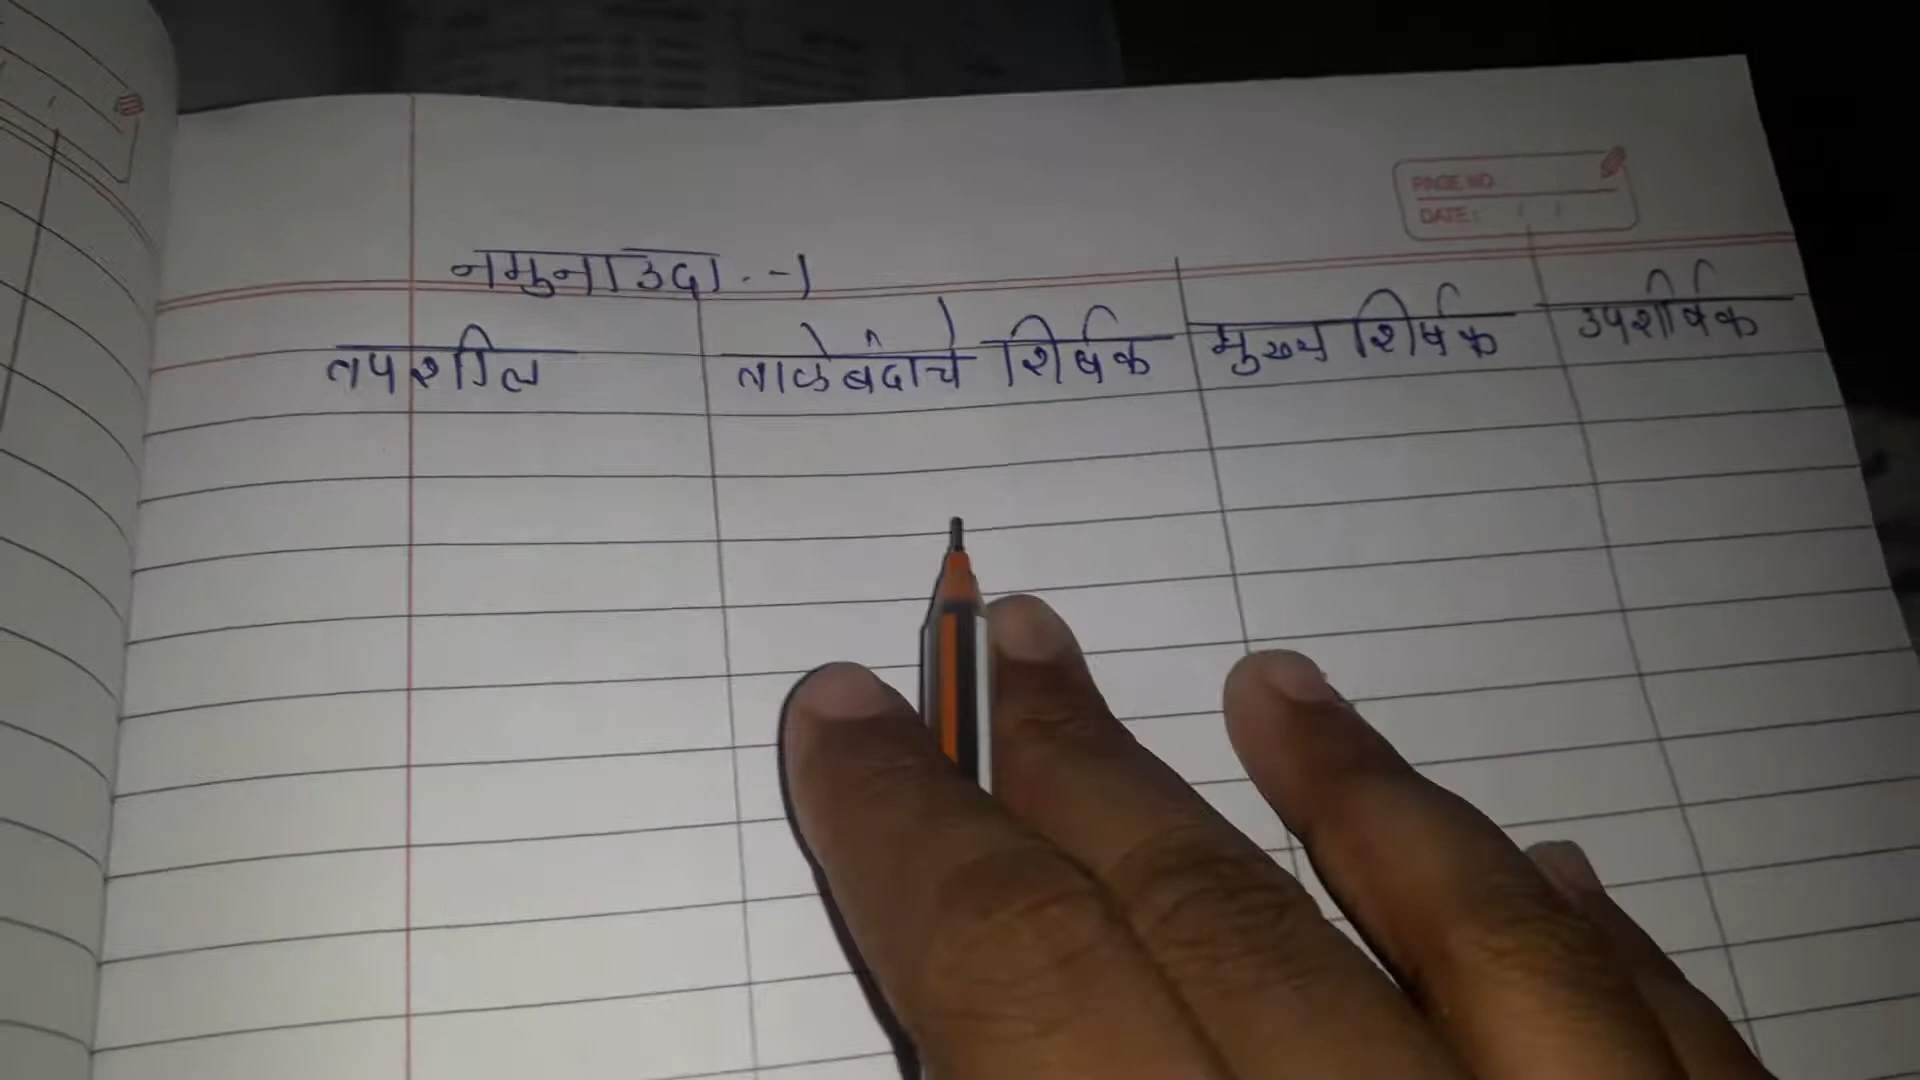 PAGE NO.
DATE: / /
नमुना उदा. -1
तपशील ताळेबंदाचे शिर्षक मुख्य शिर्षक उपशीर्षक